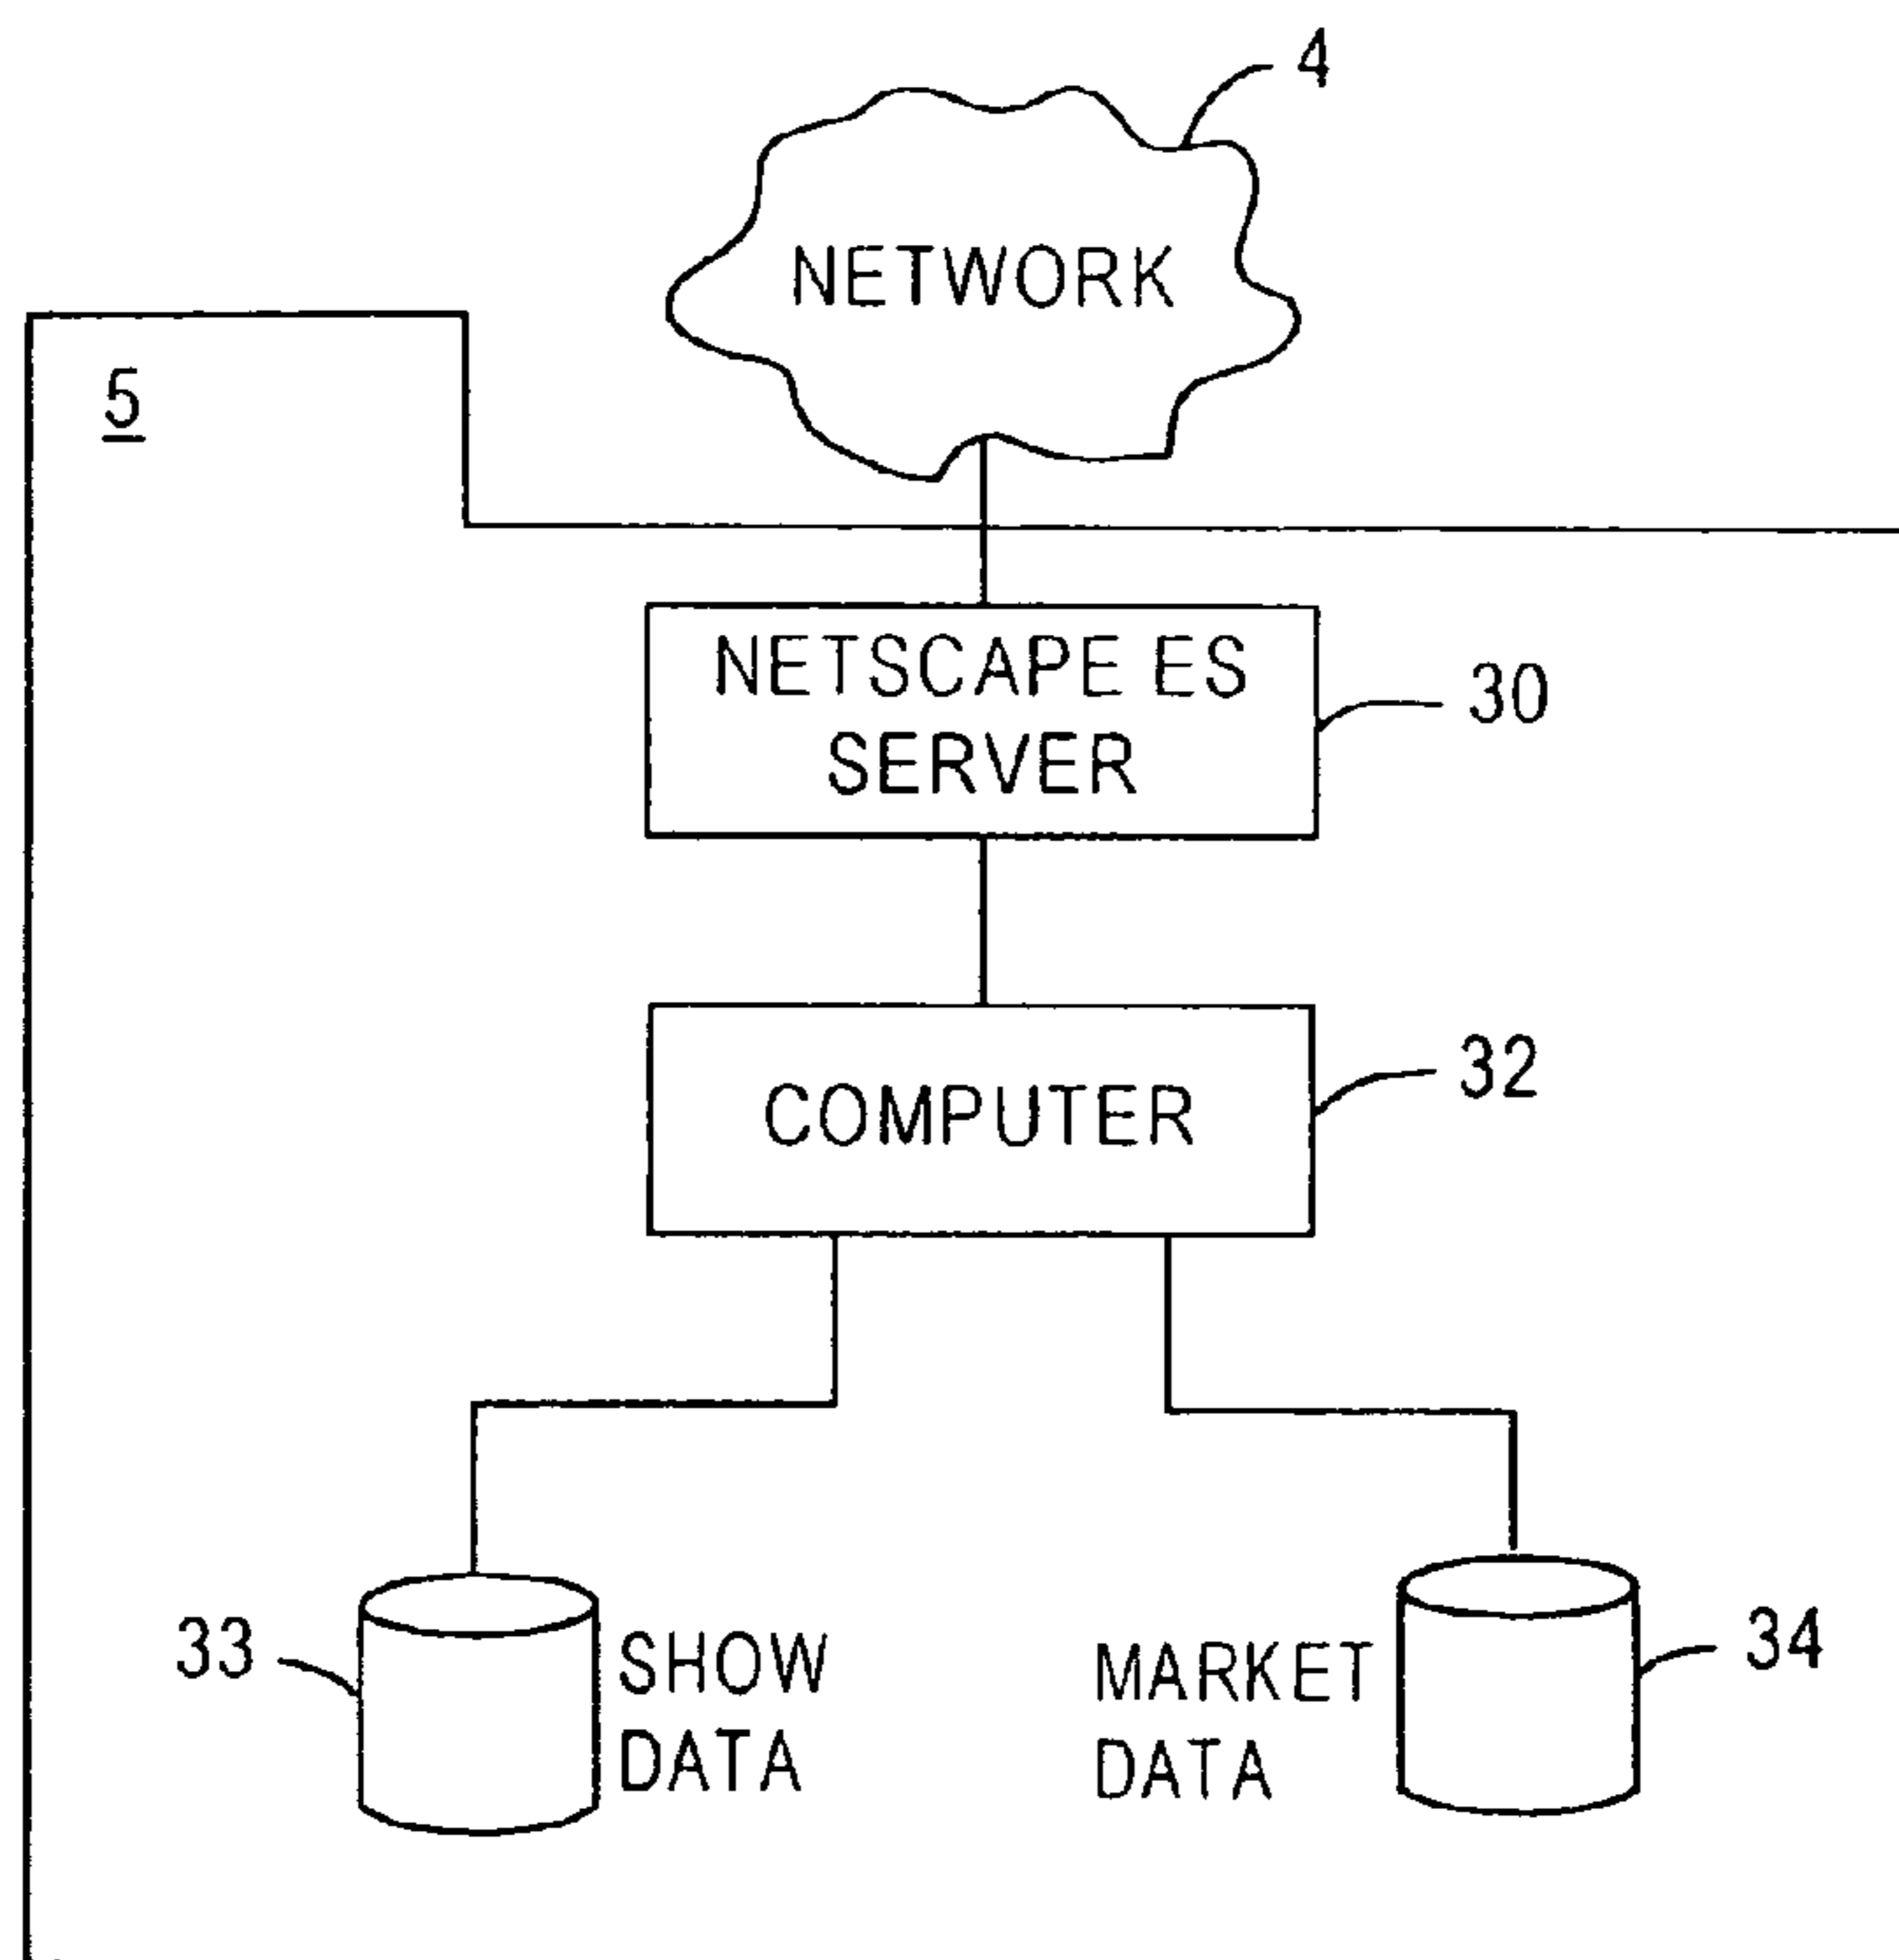 4
NETWORK
5
NETSCAPE ES
SERVER
30
COMPUTER
32
33
SHOW
DATA
MARKET
DATA
34